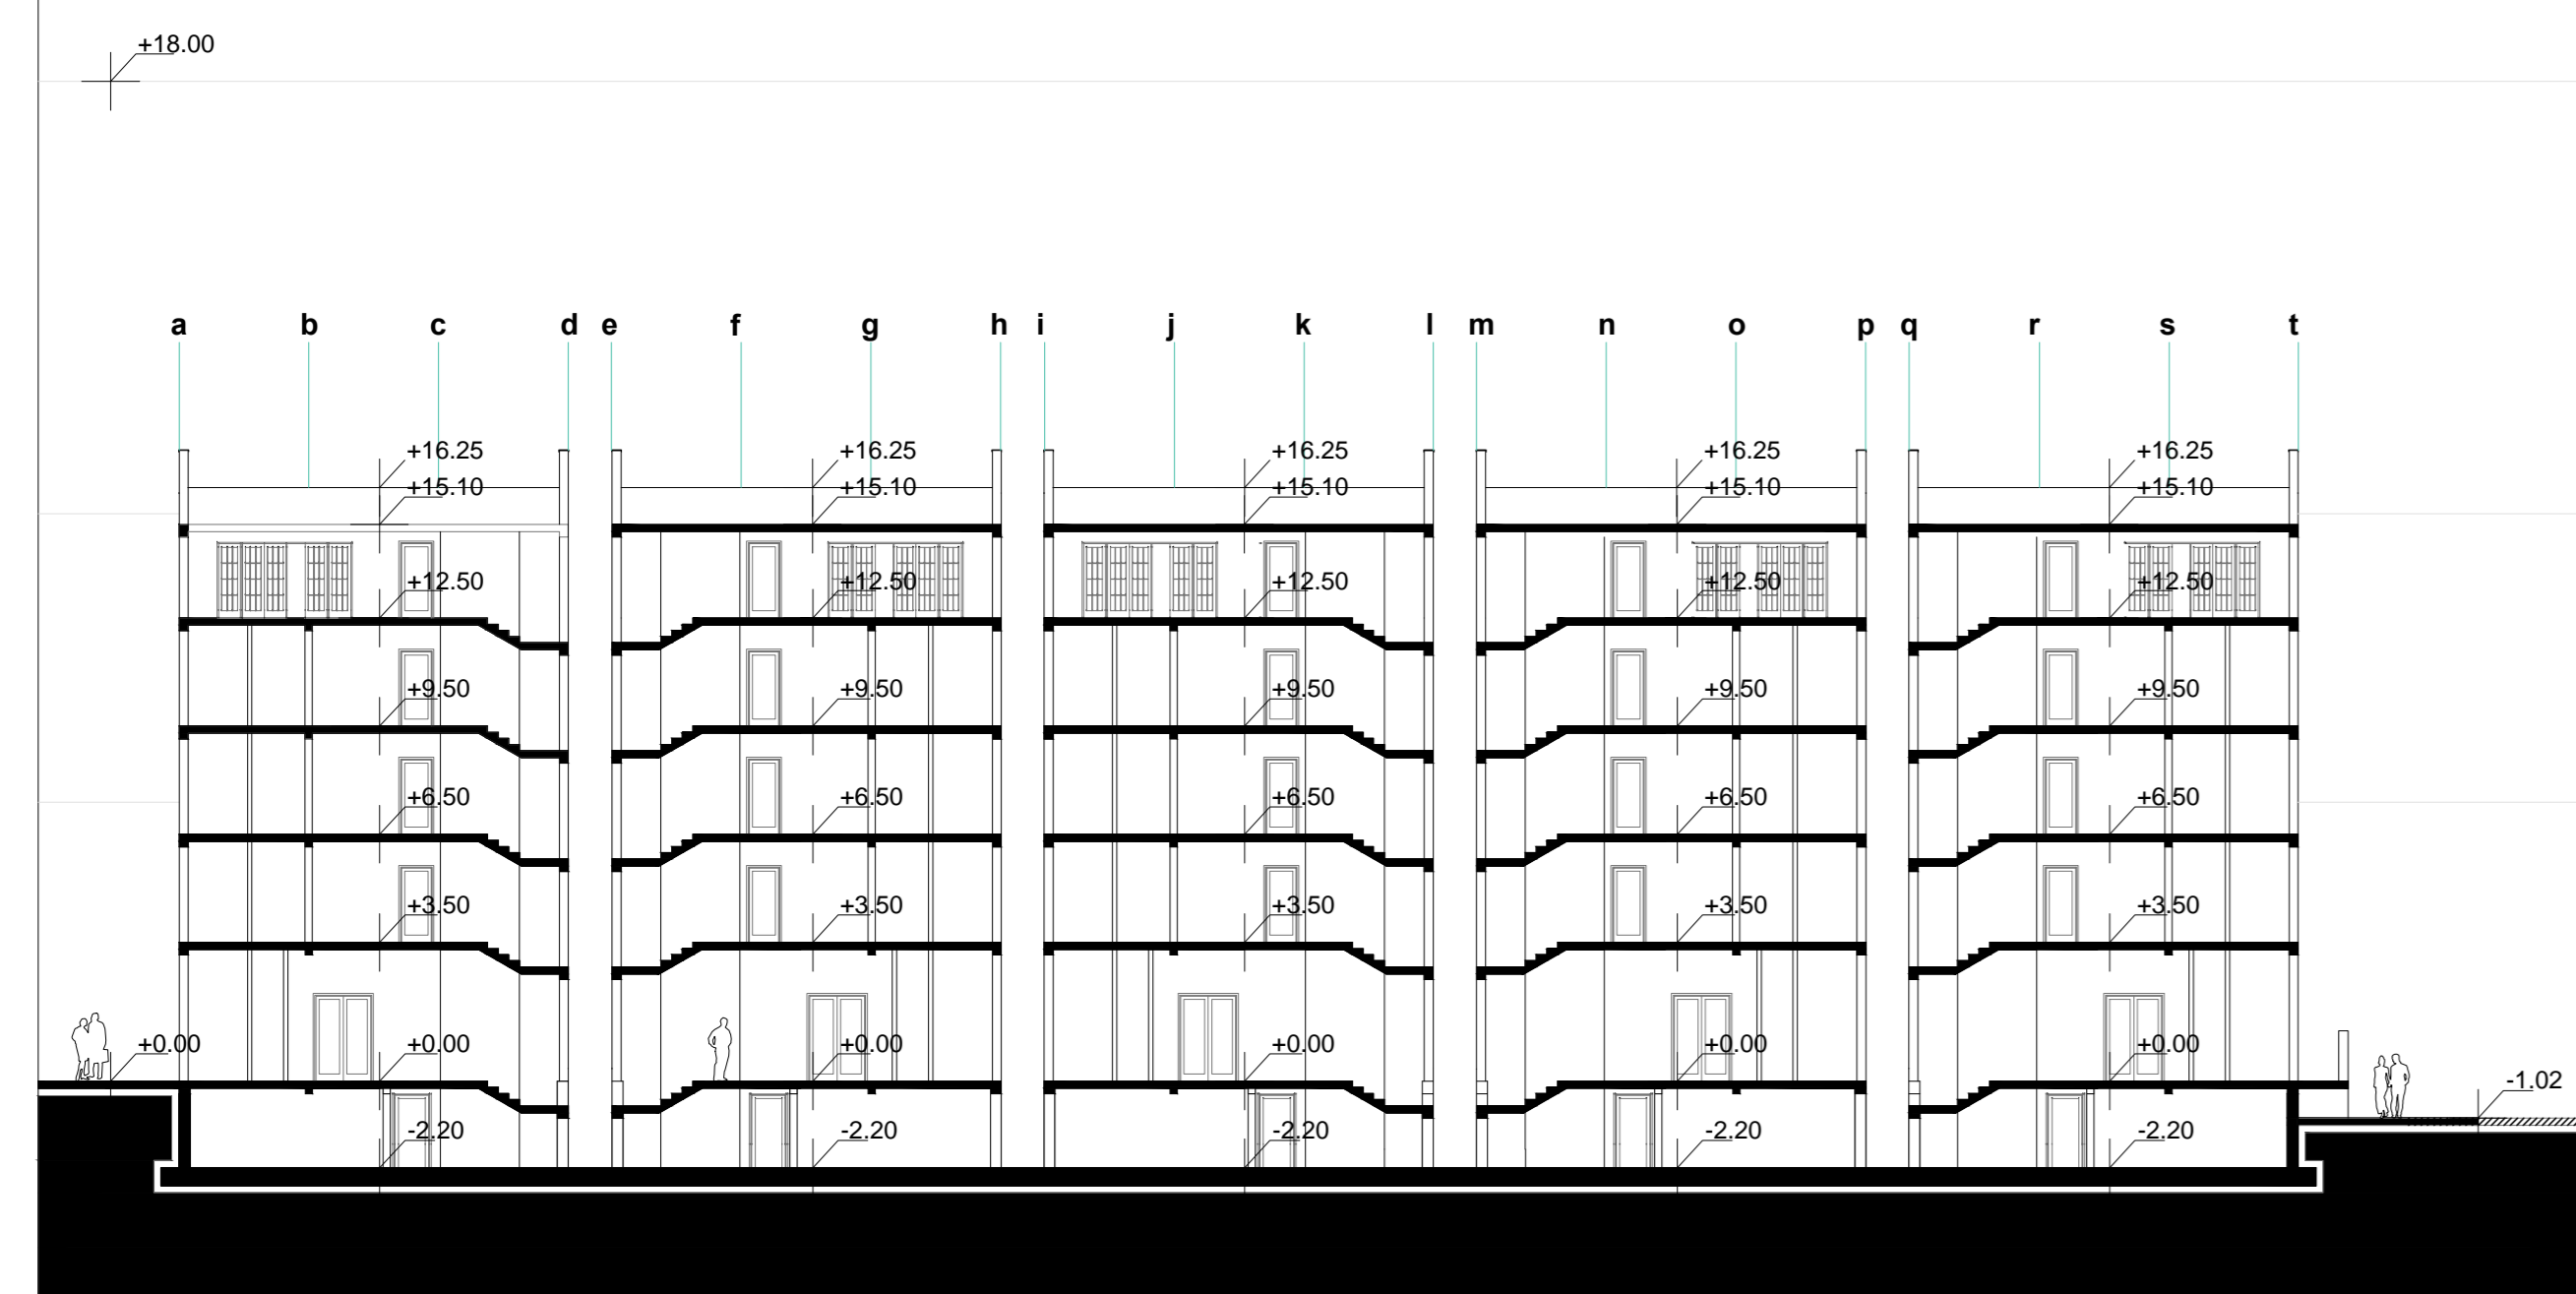 +18.00
a b c d e f g h i j k l m n o p q r s t
+16.25 +16.25 +16.25 +16.25 +16.25
+15.10 +15.10 +15.10 +15.10 +15.10
+12.50 +12.50 +12.50 +12.50 +12.50
+9.50 +9.50 +9.50 +9.50 +9.50
+6.50 +6.50 +6.50 +6.50 +6.50
+3.50 +3.50 +3.50 +3.50 +3.50
+0.00 +0.00 +0.00 +0.00 +0.00 +0.00
-1.02
-2.20 -2.20 -2.20 -2.20 -2.20